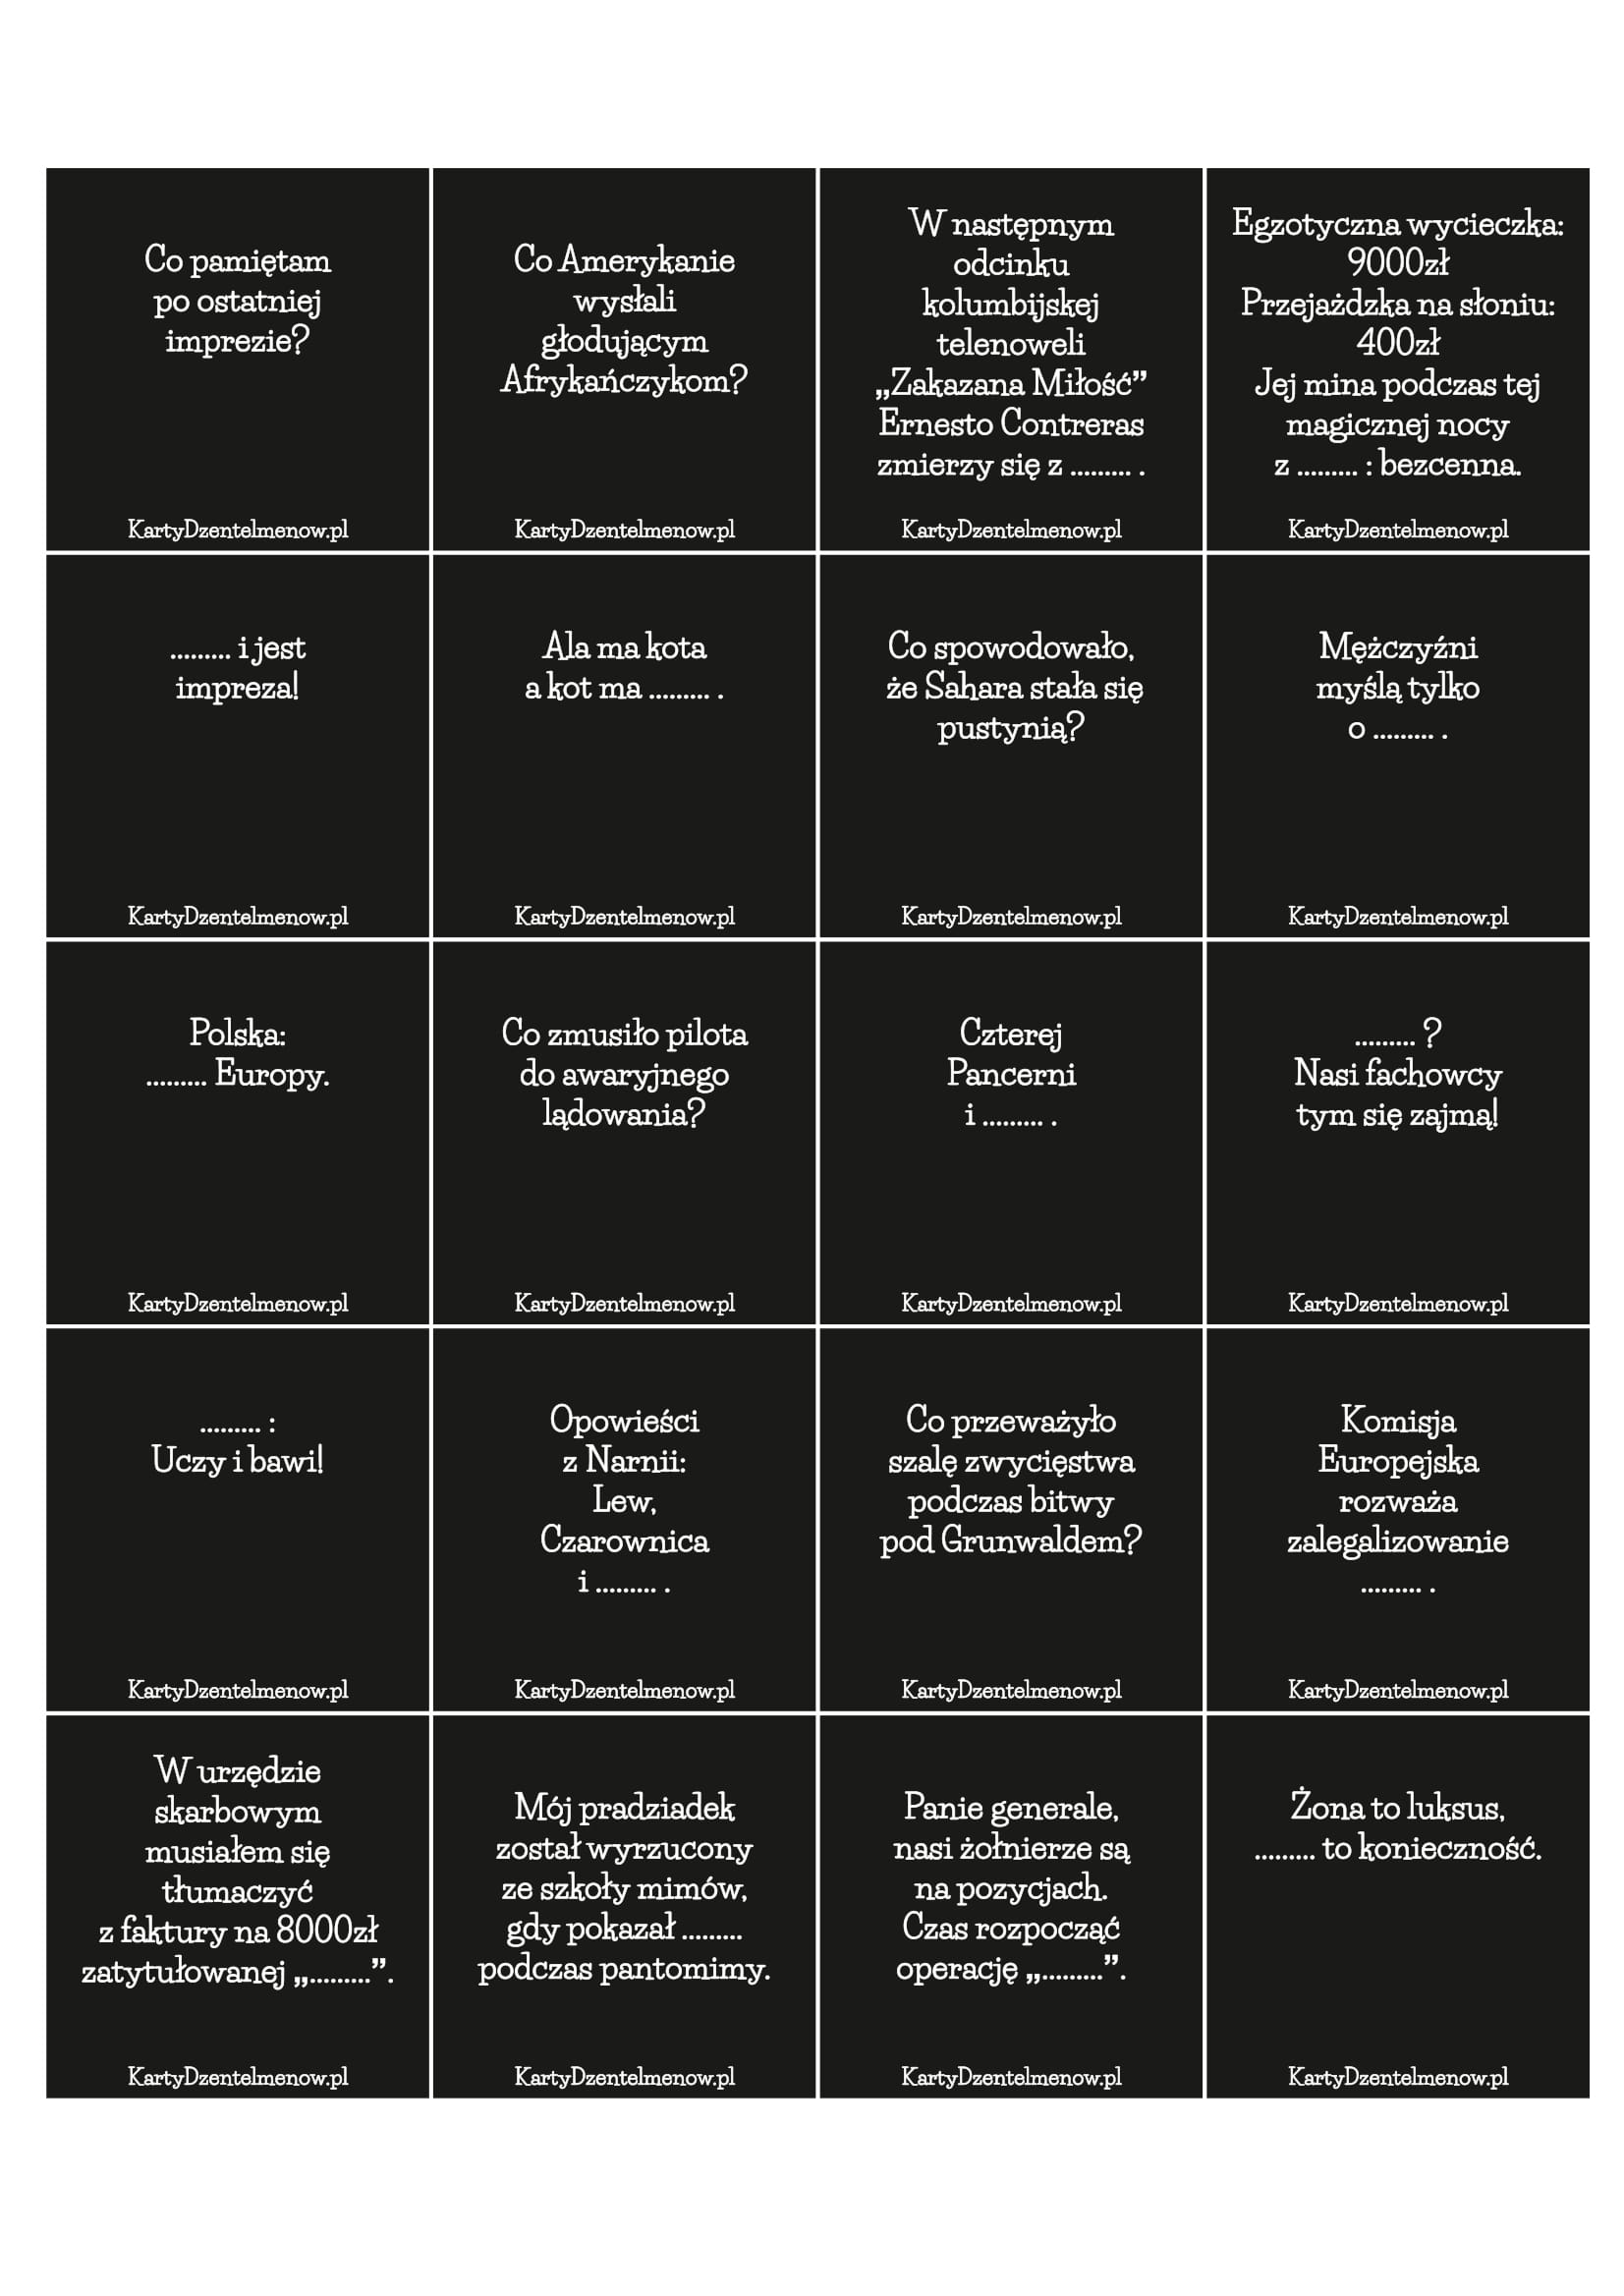 Co pamiętam
po ostatniej
imprezie?
KartyDzentelmenow.pl
Co Amerykanie
wysłali
głodującym
Afrykańczykom?
KartyDzentelmenow.pl
W następnym
odcinku
kolumbijskej
telenoweli
„Zakazana Miłość”
Ernesto Contreras
zmierzy się z ......... .
KartyDzentelmenow.pl
Egzotyczna wycieczka:
9000zł
Przejażdzka na słoniu:
400zł
Jej mina podczas tej
magicznej nocy
z ......... : bezcenna.
KartyDzentelmenow.pl
......... i jest
impreza!
KartyDzentelmenow.pl
Ala ma kota
a kot ma ......... .
KartyDzentelmenow.pl
Co spowodowało,
że Sahara stała się
pustynią?
KartyDzentelmenow.pl
Mężczyźni
myślą tylko
o ......... .
KartyDzentelmenow.pl
Polska:
......... Europy.
KartyDzentelmenow.pl
Co zmusiło pilota
do awaryjnego
lądowania?
KartyDzentelmenow.pl
Czterej
Pancerni
i ......... .
KartyDzentelmenow.pl
......... ?
Nasi fachowcy
tym się zajmą!
KartyDzentelmenow.pl
......... :
Uczy i bawi!
KartyDzentelmenow.pl
Opowieści
z Narnii:
Lew,
Czarownica
i ......... .
KartyDzentelmenow.pl
Co przeważyło
szalę zwycięstwa
podczas bitwy
pod Grunwaldem?
KartyDzentelmenow.pl
Komisja
Europejska
rozważa
zalegalizowanie
......... .
KartyDzentelmenow.pl
W urzędzie
skarbowym
musiałem się
tłumaczyć
z faktury na 8000zł
zatytułowanej „.........”.
KartyDzentelmenow.pl
Mój pradziadek
został wyrzucony
ze szkoły mimów,
gdy pokazał .........
podczas pantomimy.
KartyDzentelmenow.pl
Panie generale,
nasi żołnierze są
na pozycjach.
Czas rozpocząć
operację „.........”.
KartyDzentelmenow.pl
Żona to luksus,
......... to konieczność.
KartyDzentelmenow.pl